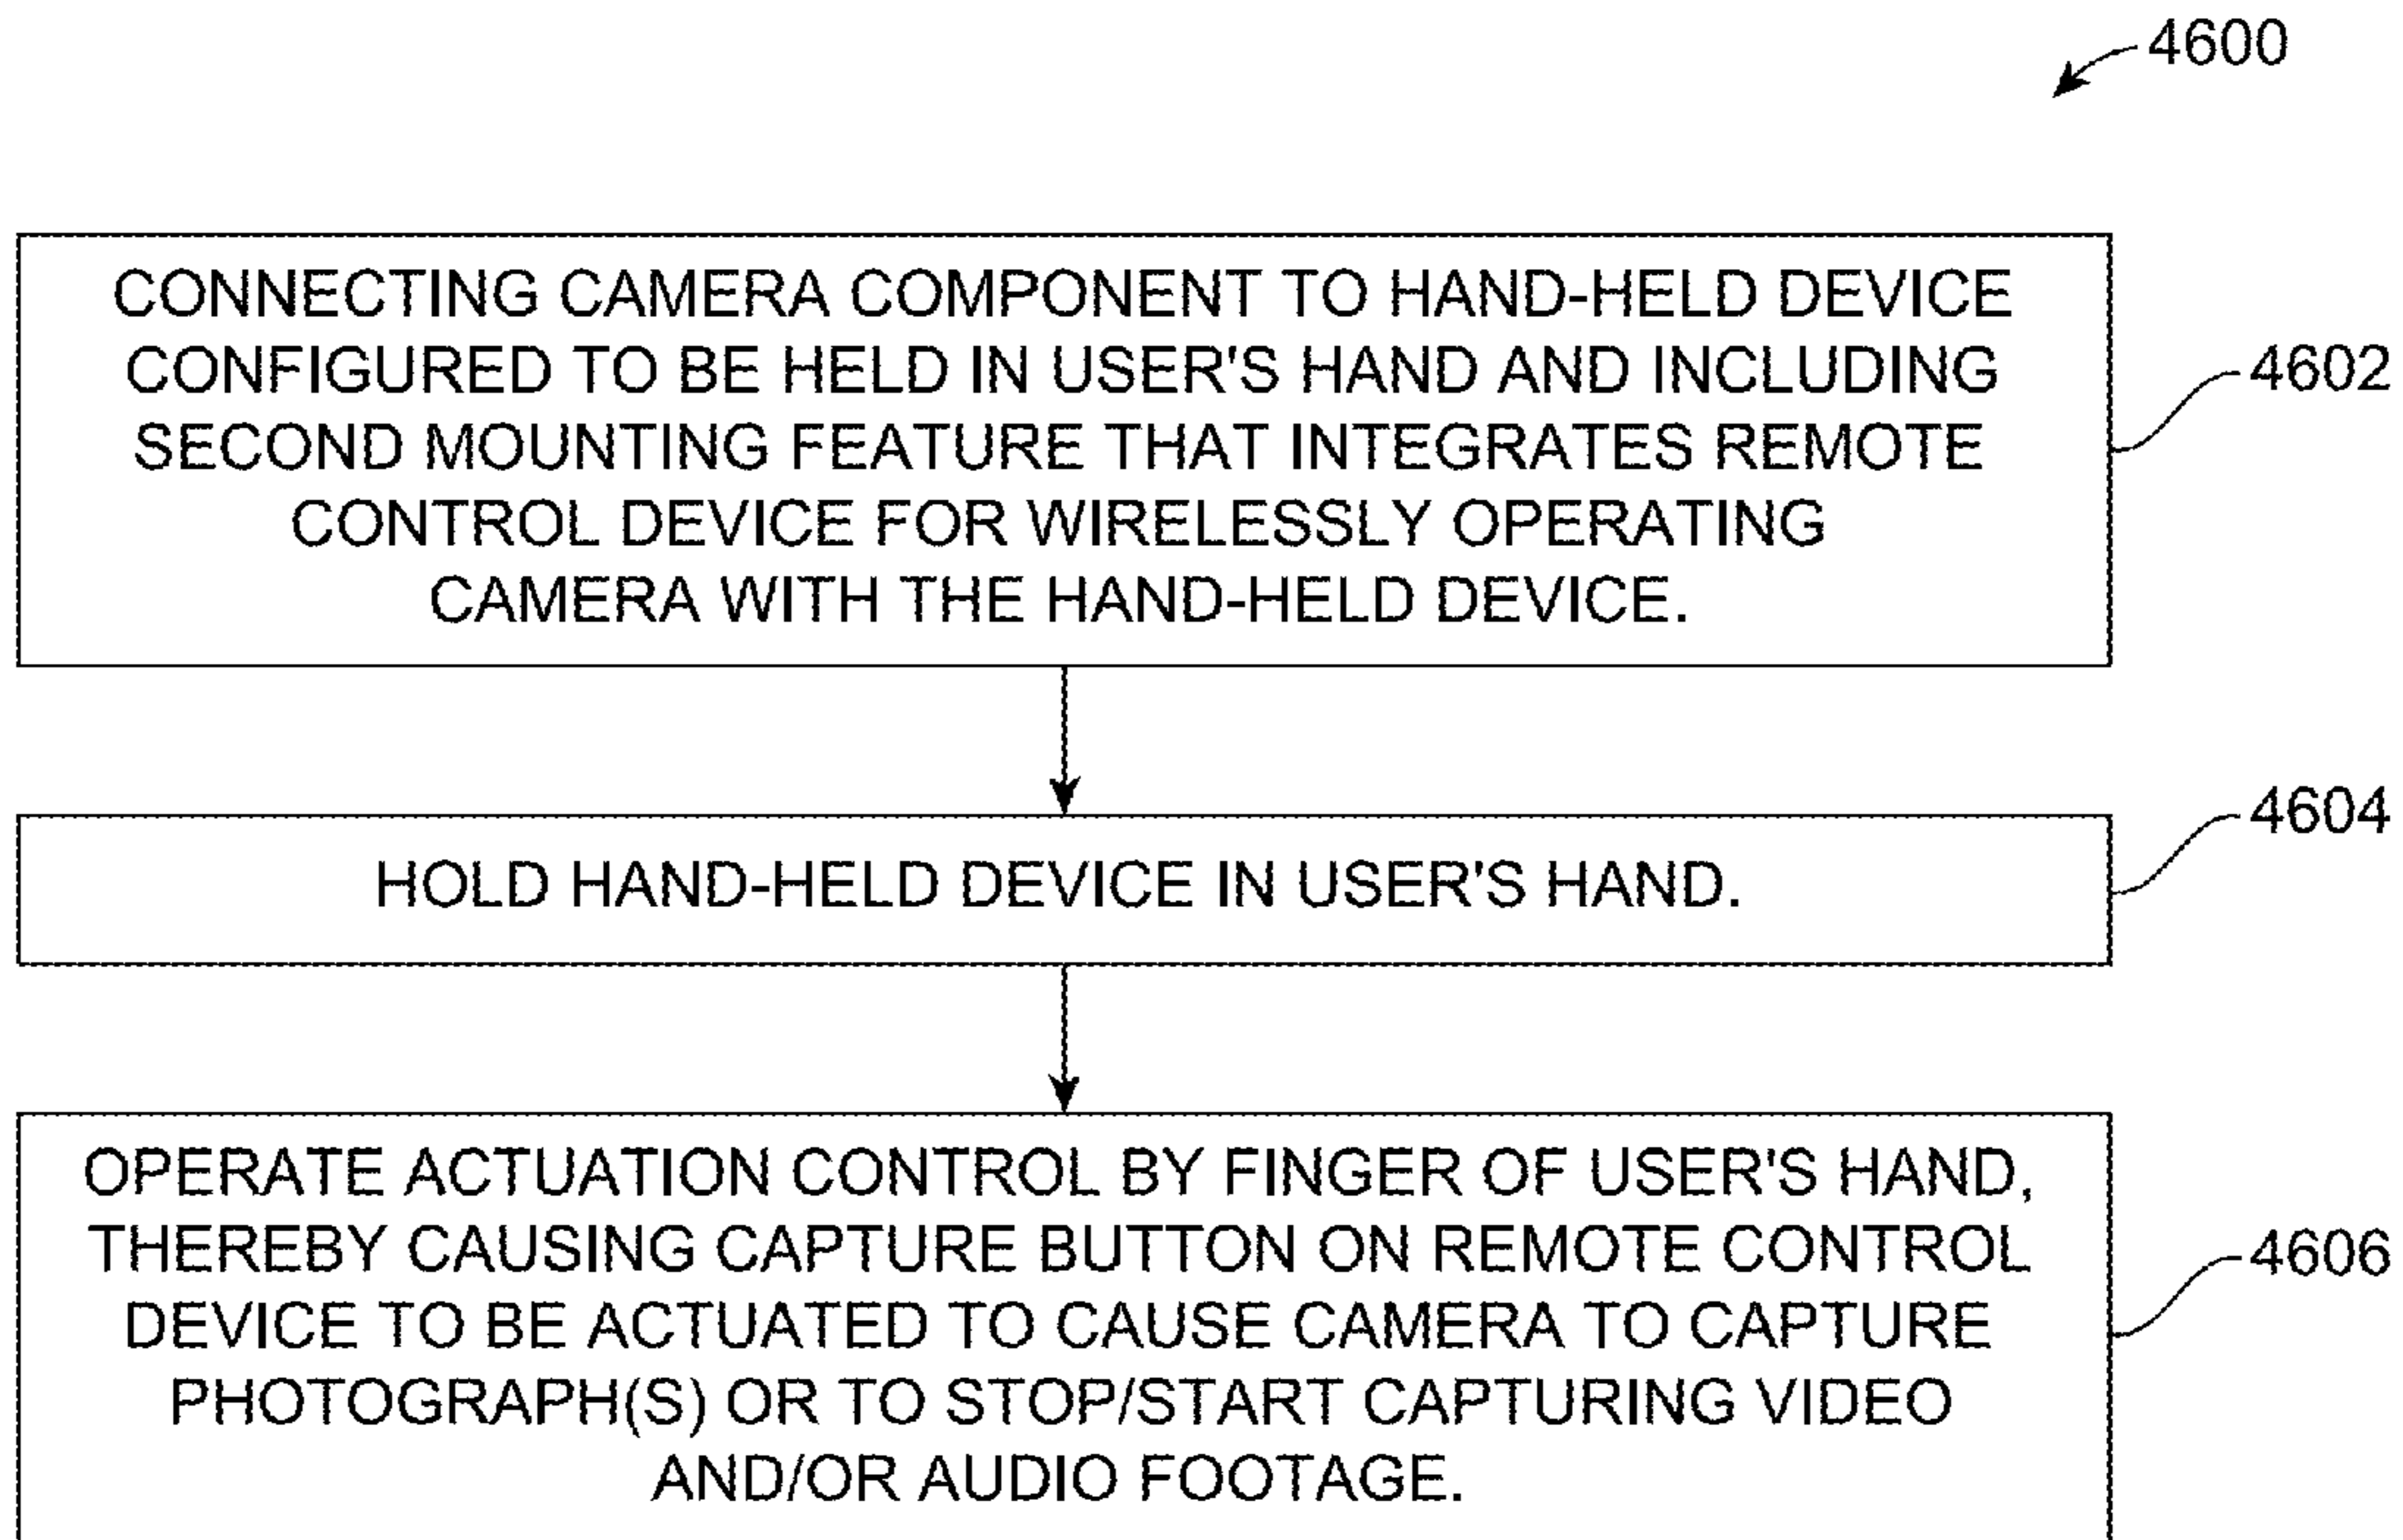 4600
CONNECTING CAMERA COMPONENT TO HAND-HELD DEVICE
CONFIGURED TO BE HELD IN USER'S HAND AND INCLUDING
SECOND MOUNTING FEATURE THAT INTEGRATES REMOTE
CONTROL DEVICE FOR WIRELESSLY OPERATING
CAMERA WITH THE HAND-HELD DEVICE.
4602
HOLD HAND-HELD DEVICE IN USER'S HAND.
4604
OPERATE ACTUATION CONTROL BY FINGER OF USER'S HAND,
THEREBY CAUSING CAPTURE BUTTON ON REMOTE CONTROL
DEVICE TO BE ACTUATED TO CAUSE CAMERA TO CAPTURE
PHOTOGRAPH(S) OR TO STOP/START CAPTURING VIDEO
AND/OR AUDIO FOOTAGE.
4606